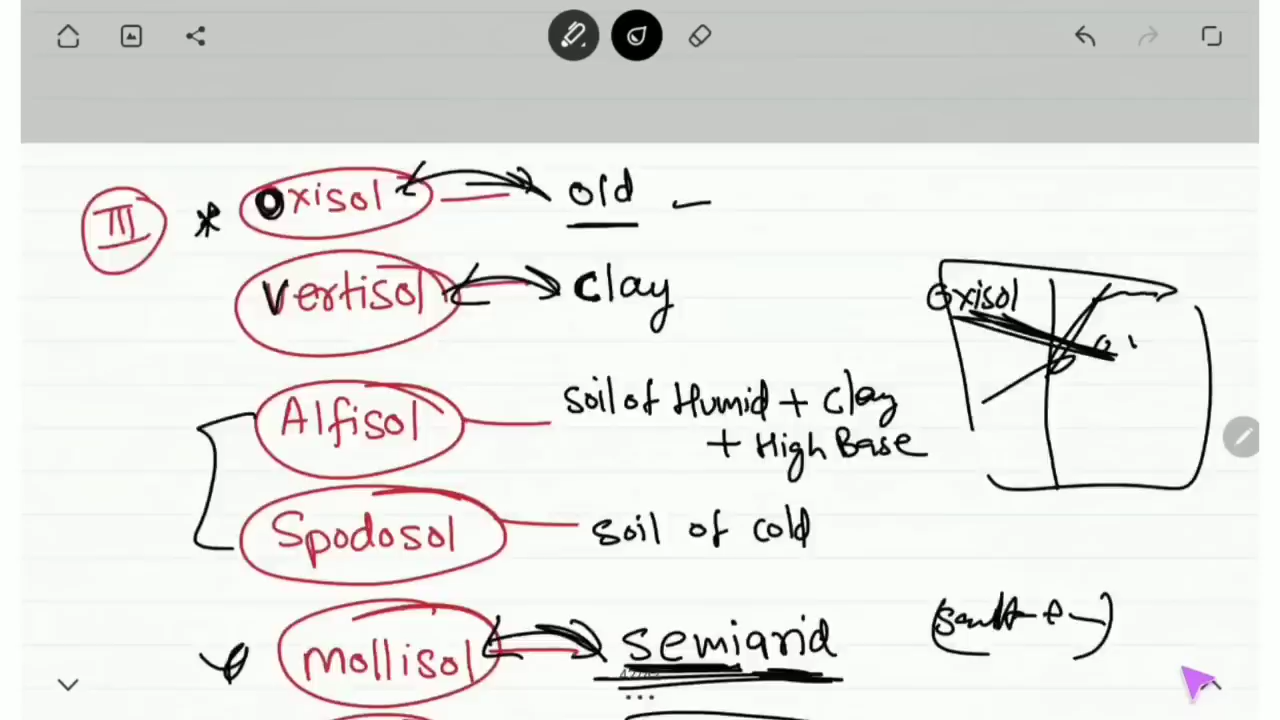 III * Oxisol old
Vertisol clay
Oxisol
Alfisol soil of Humid + clay
+ High Base
Spodosol soil of cold
Mollisol semiarid